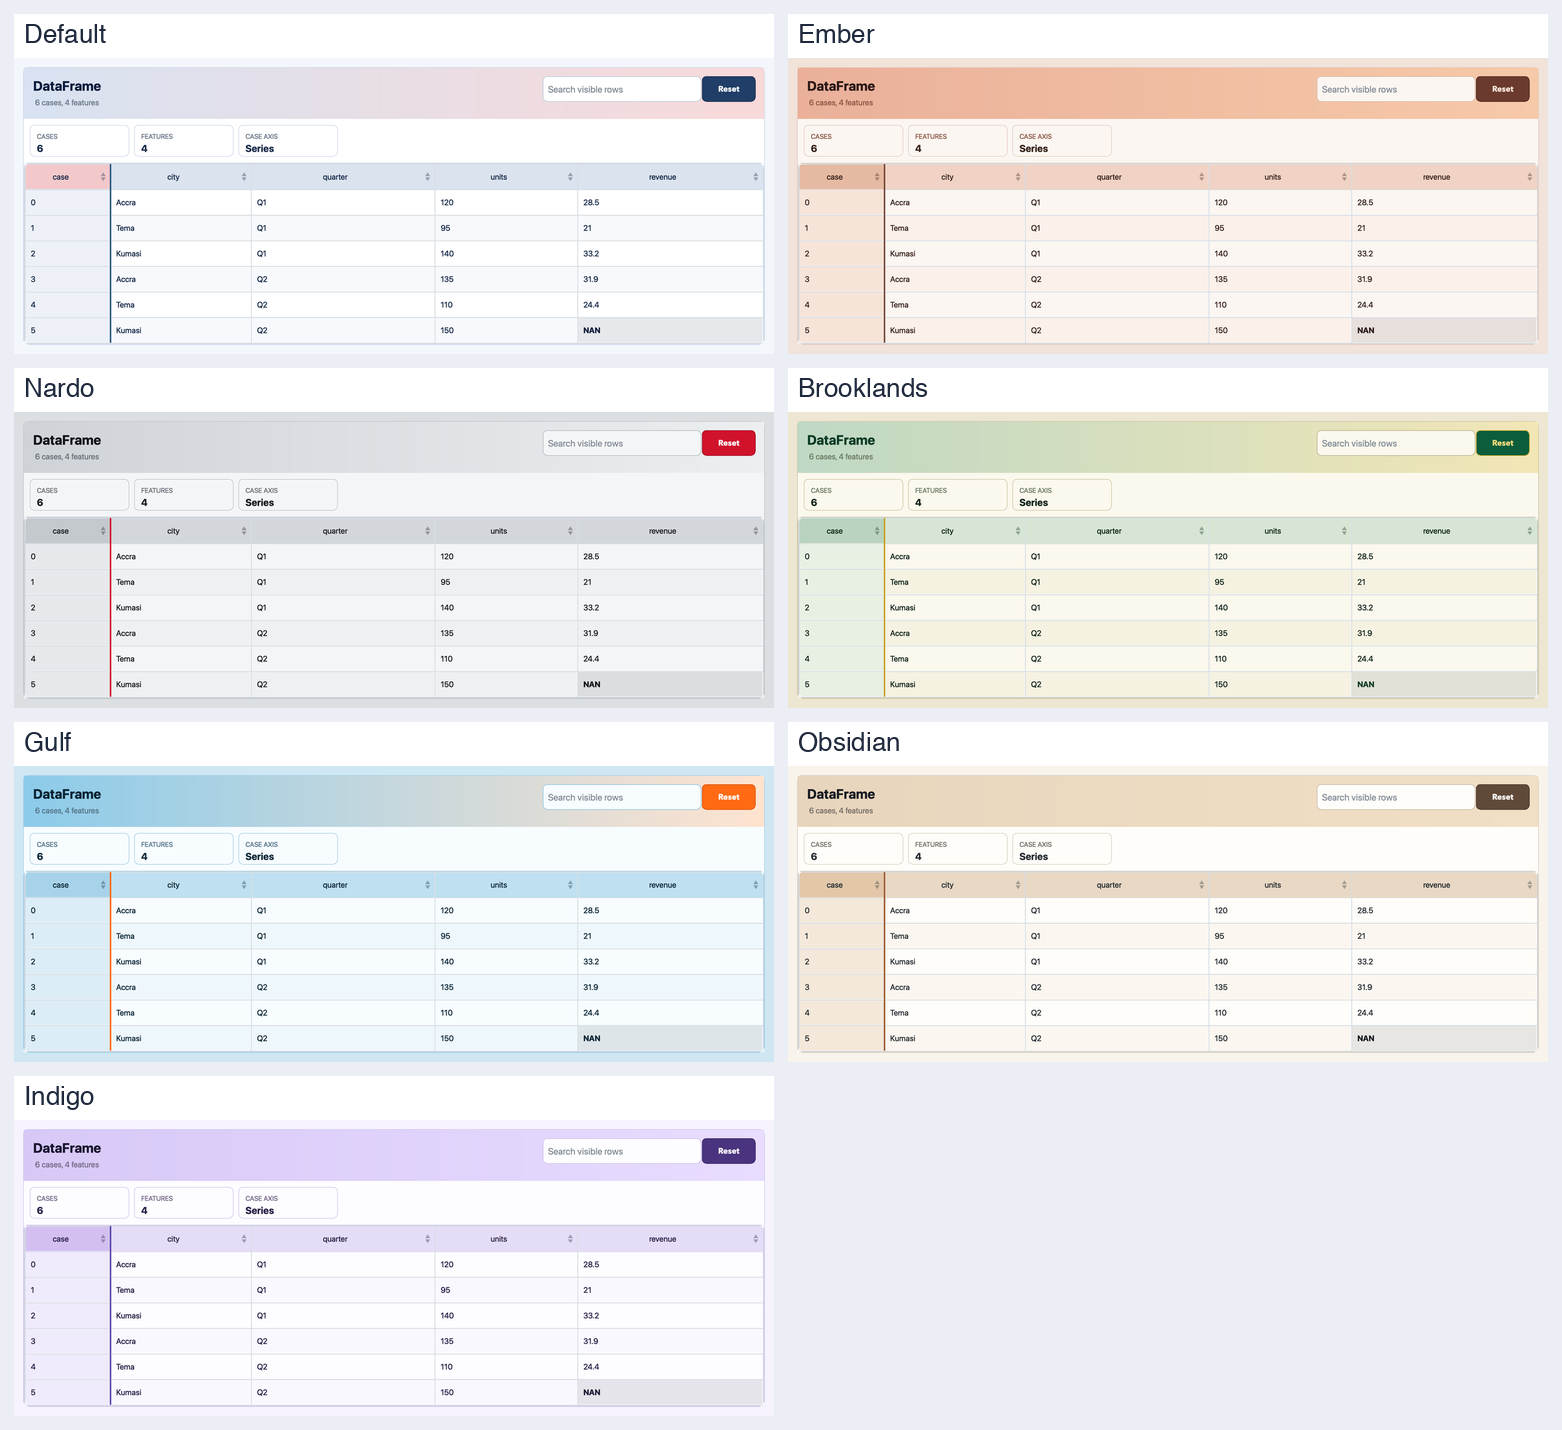 Default
DataFrame
6 cases, 4 features
Search visible rows
Reset
CASES
6
FEATURES
4
CASE AXIS
Series
case city quarter units revenue
0 Accra Q1 120 28.5
1 Tema Q1 95 21
2 Kumasi Q1 140 33.2
3 Accra Q2 135 31.9
4 Tema Q2 110 24.4
5 Kumasi Q2 150 NAN
Ember
DataFrame
6 cases, 4 features
Search visible rows
Reset
CASES
6
FEATURES
4
CASE AXIS
Series
case city quarter units revenue
0 Accra Q1 120 28.5
1 Tema Q1 95 21
2 Kumasi Q1 140 33.2
3 Accra Q2 135 31.9
4 Tema Q2 110 24.4
5 Kumasi Q2 150 NAN
Nardo
DataFrame
6 cases, 4 features
Search visible rows
Reset
CASES
6
FEATURES
4
CASE AXIS
Series
case city quarter units revenue
0 Accra Q1 120 28.5
1 Tema Q1 95 21
2 Kumasi Q1 140 33.2
3 Accra Q2 135 31.9
4 Tema Q2 110 24.4
5 Kumasi Q2 150 NAN
Brooklands
DataFrame
6 cases, 4 features
Search visible rows
Reset
CASES
6
FEATURES
4
CASE AXIS
Series
case city quarter units revenue
0 Accra Q1 120 28.5
1 Tema Q1 95 21
2 Kumasi Q1 140 33.2
3 Accra Q2 135 31.9
4 Tema Q2 110 24.4
5 Kumasi Q2 150 NAN
Gulf
DataFrame
6 cases, 4 features
Search visible rows
Reset
CASES
6
FEATURES
4
CASE AXIS
Series
case city quarter units revenue
0 Accra Q1 120 28.5
1 Tema Q1 95 21
2 Kumasi Q1 140 33.2
3 Accra Q2 135 31.9
4 Tema Q2 110 24.4
5 Kumasi Q2 150 NAN
Obsidian
DataFrame
6 cases, 4 features
Search visible rows
Reset
CASES
6
FEATURES
4
CASE AXIS
Series
case city quarter units revenue
0 Accra Q1 120 28.5
1 Tema Q1 95 21
2 Kumasi Q1 140 33.2
3 Accra Q2 135 31.9
4 Tema Q2 110 24.4
5 Kumasi Q2 150 NAN
Indigo
DataFrame
6 cases, 4 features
Search visible rows
Reset
CASES
6
FEATURES
4
CASE AXIS
Series
case city quarter units revenue
0 Accra Q1 120 28.5
1 Tema Q1 95 21
2 Kumasi Q1 140 33.2
3 Accra Q2 135 31.9
4 Tema Q2 110 24.4
5 Kumasi Q2 150 NAN